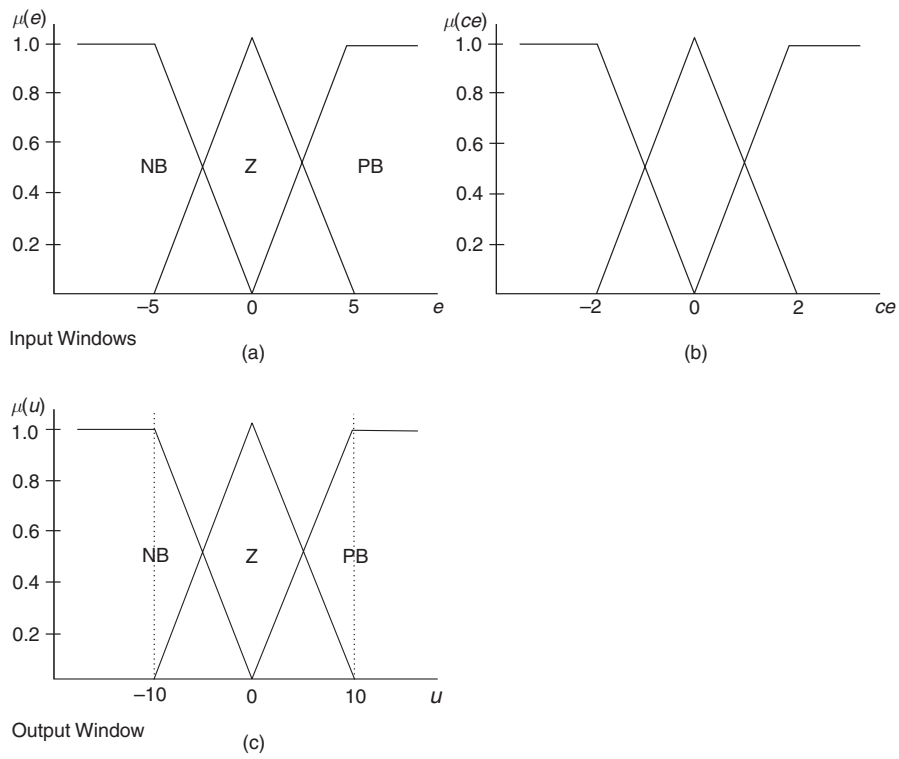 μ(e)
1.0
0.8
0.6
0.4
0.2
NB
Z
PB
–5
0
5
e
Input Windows
(a)
μ(ce)
1.0
0.8
0.6
0.4
0.2
–2
0
2
ce
(b)
μ(u)
1.0
0.8
0.6
0.4
0.2
NB
Z
PB
–10
0
10
u
Output Window
(c)